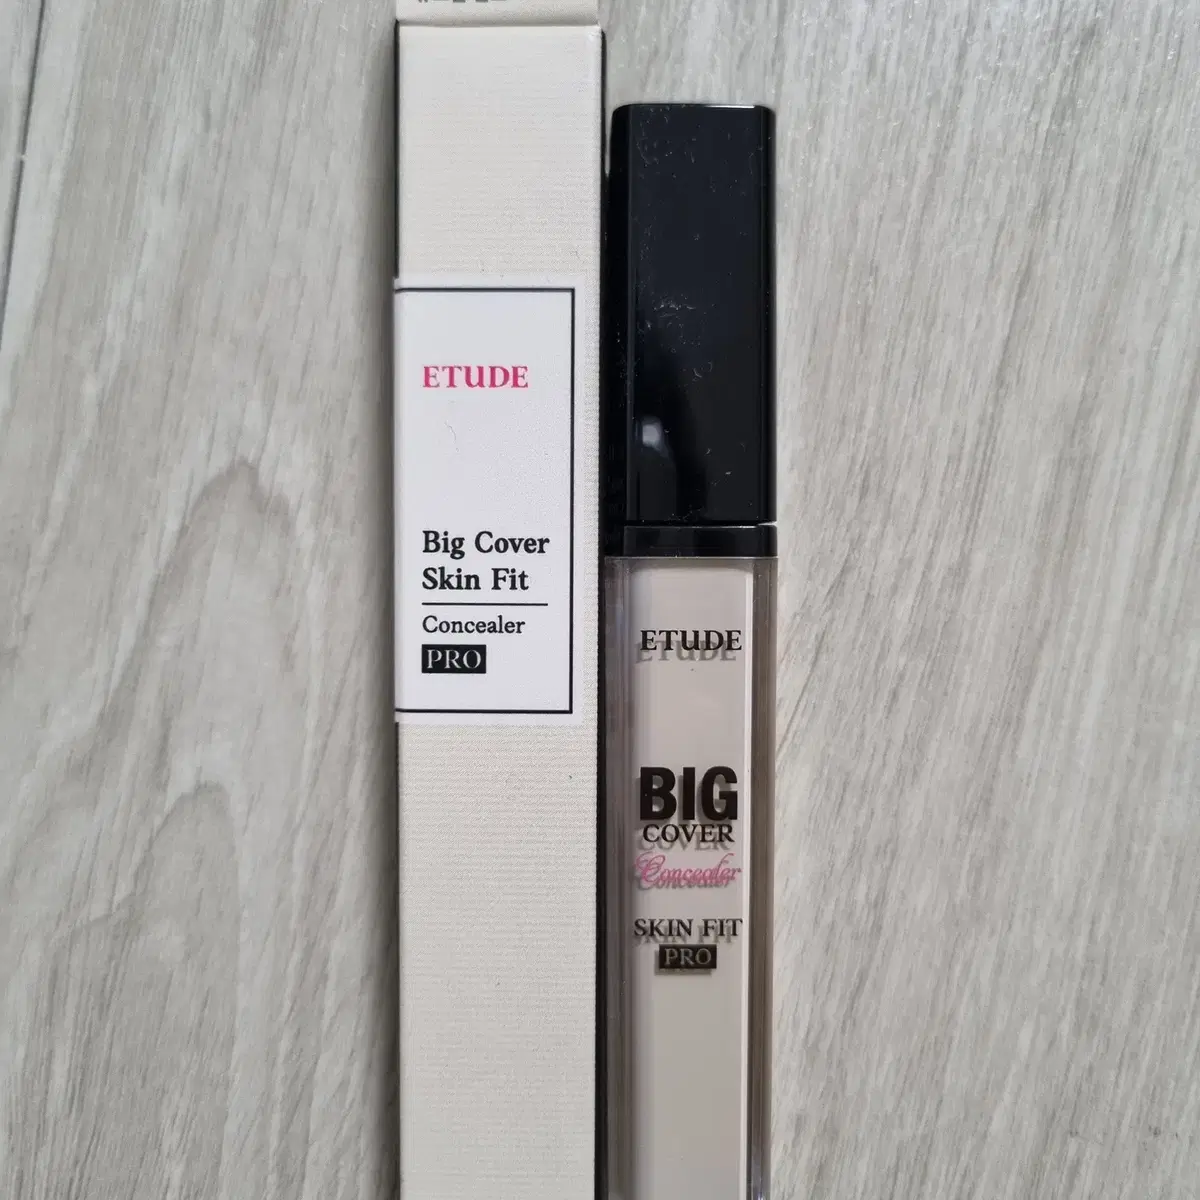 ETUDE
Big Cover
Skin Fit
Concealer
PRO
ETUDE
BIG
COVER
Concealer
SKIN FIT
PRO